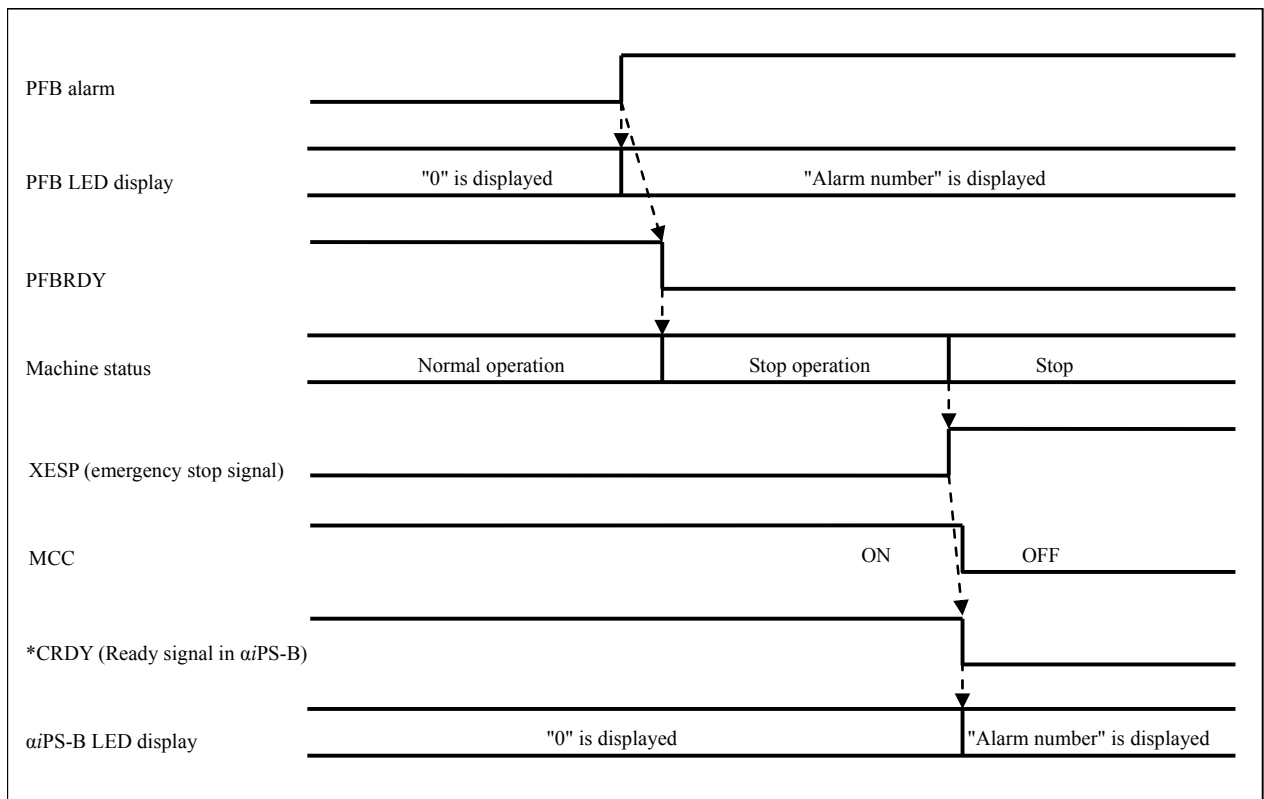 PFB alarm
PFB LED display
"0" is displayed
"Alarm number" is displayed
PFBRDY
Machine status
Normal operation
Stop operation
Stop
XESP (emergency stop signal)
MCC
ON
OFF
*CRDY (Ready signal in αiPS-B)
αiPS-B LED display
"0" is displayed
"Alarm number" is displayed